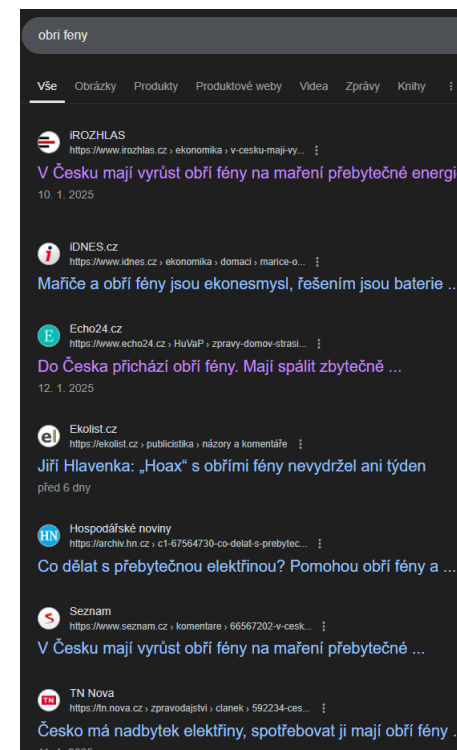 obri feny
Vše Obrázky Produkty Produktové weby Videa Zprávy Knihy
iROZHLAS
https://www.irozhlas.cz › ekonomika › v-cesku-maji-vy...
V Česku mají vyrůst obří fény na maření přebytečné energi
10. 1. 2025
iDNES.cz
https://www.idnes.cz › ekonomika › domaci › marice-o...
Mařiče a obří fény jsou ekonesmysl, řešením jsou baterie ...
Echo24.cz
https://www.echo24.cz › HuVaP › zpravy-domov-strasi...
Do Česka přichází obří fény. Mají spálit zbytečně ...
12. 1. 2025
Ekolist.cz
https://ekolist.cz › publicistika › názory a komentáře
Jiří Hlavenka: „Hoax“ s obřími fény nevydržel ani týden
před 6 dny
Hospodářské noviny
https://archiv.hn.cz › c1-67564730-co-delat-s-prebytec...
Co dělat s přebytečnou elektřinou? Pomohou obří fény a ...
Seznam
https://www.seznam.cz › komentare › 66567202-v-cesk...
V Česku mají vyrůst obří fény na maření přebytečné ...
TN Nova
https://tn.nova.cz › zpravodajstvi › clanek › 592234-ces...
Česko má nadbytek elektřiny, spotřebovat ji mají obří fény .